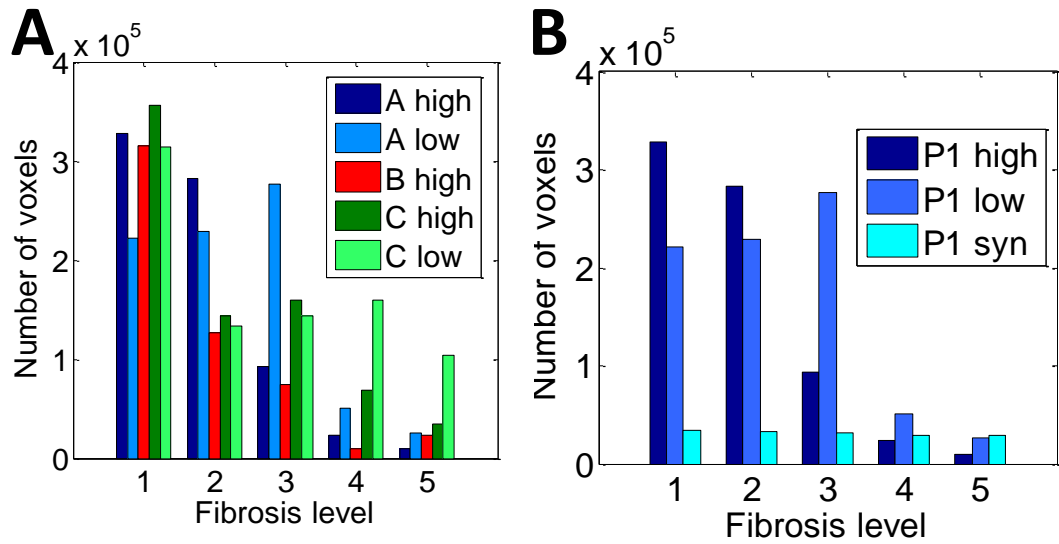 A
x 10^5
4
3
2
1
0
Number of voxels
1 2 3 4 5
Fibrosis level
A high
A low
B high
C high
C low
B
x 10^5
4
3
2
1
0
Number of voxels
1 2 3 4 5
Fibrosis level
P1 high
P1 low
P1 syn